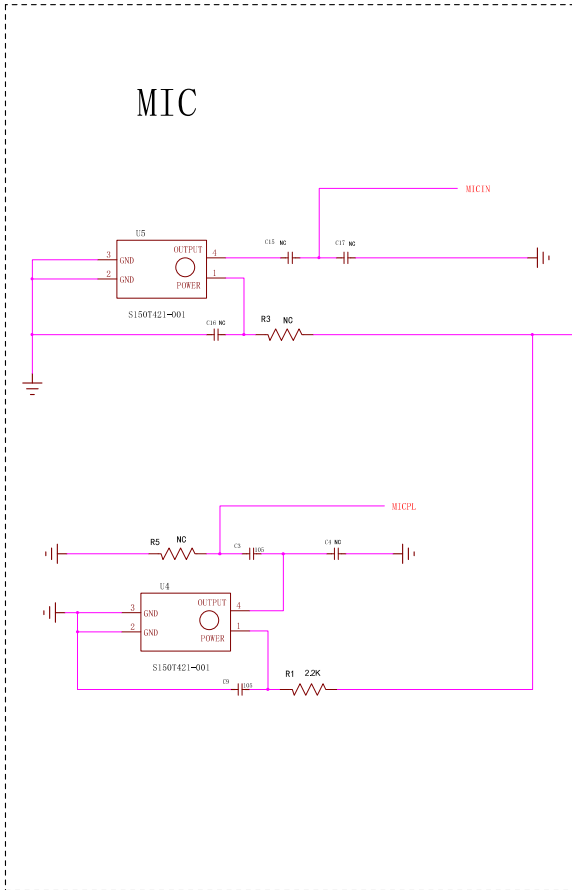 MIC
MICIN
U5
C15 NC
C17 NC
3 GND
OUTPUT 4
2 GND
POWER 1
S150T421-001
C16 NC
R3 NC
MICPL
R5 NC
C3 105
C4 NC
U4
3 GND
OUTPUT 4
2 GND
POWER 1
S150T421-001
C9 105
R1 2.2K